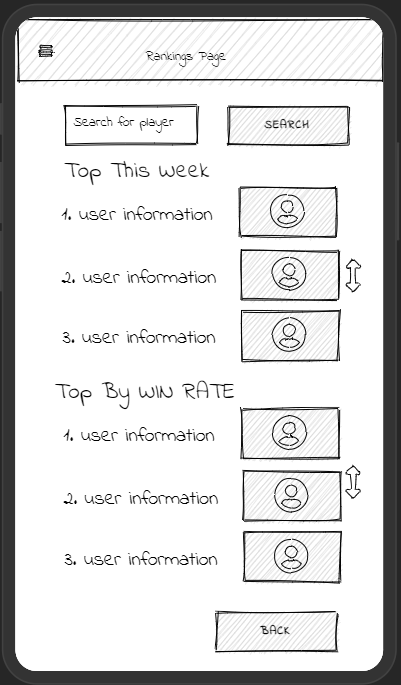 Rankings Page
Search for player
SEARCH
Top This week
1. user information
2. user information
3. user information
Top By WIN RATE
1. user information
2. user information
3. user information
BACK